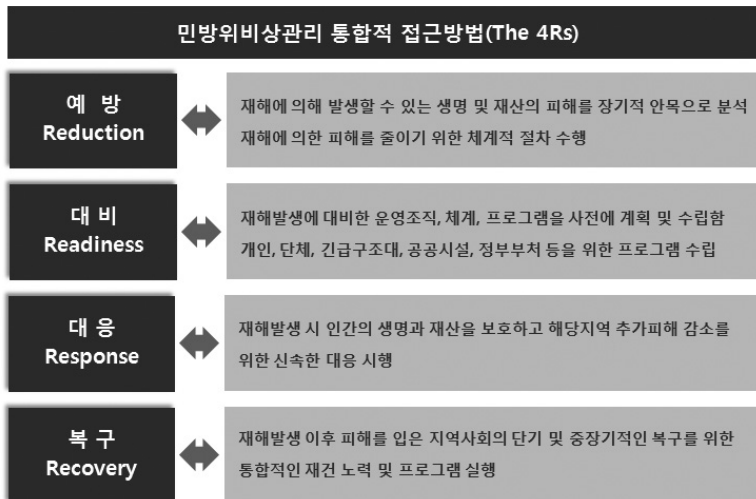 민방위비상관리 통합적 접근방법(The 4Rs)
예 방
Reduction
재해에 의해 발생할 수 있는 생명 및 재산의 피해를 장기적 안목으로 분석
재해에 의한 피해를 줄이기 위한 체계적 절차 수행
대 비
Readiness
재해발생에 대비한 운영조직, 체계, 프로그램을 사전에 계획 및 수립함
개인, 단체, 긴급구조대, 공공시설, 정부부처 등을 위한 프로그램 수립
대 응
Response
재해발생 시 인간의 생명과 재산을 보호하고 해당지역 추가피해 감소를
위한 신속한 대응 시행
복 구
Recovery
재해발생 이후 피해를 입은 지역사회의 단기 및 중장기적인 복구를 위한
통합적인 재건 노력 및 프로그램 실행